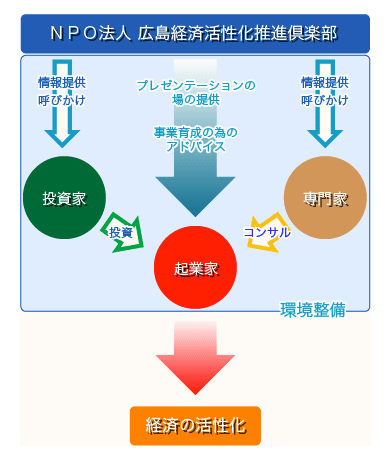 ＮＰＯ法人 広島経済活性化推進倶楽部
情報提供
呼びかけ
プレゼンテーションの
場の提供
事業育成の為の
アドバイス
情報提供
呼びかけ
投資家
専門家
投資
コンサル
起業家
環境整備
経済の活性化